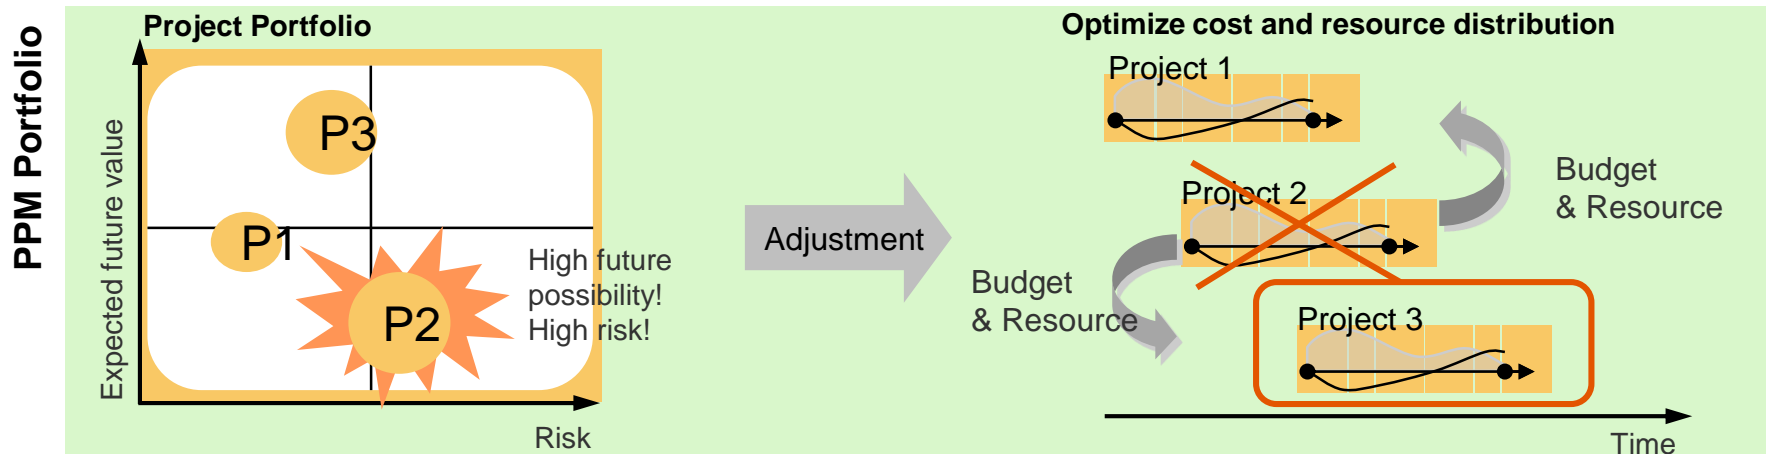 PPM Portfolio
Project Portfolio
Expected future value
P3
P1
P2
High future
possibility!
High risk!
Risk
Adjustment
Optimize cost and resource distribution
Project 1
Project 2
Project 3
Budget
& Resource
Budget
& Resource
Time